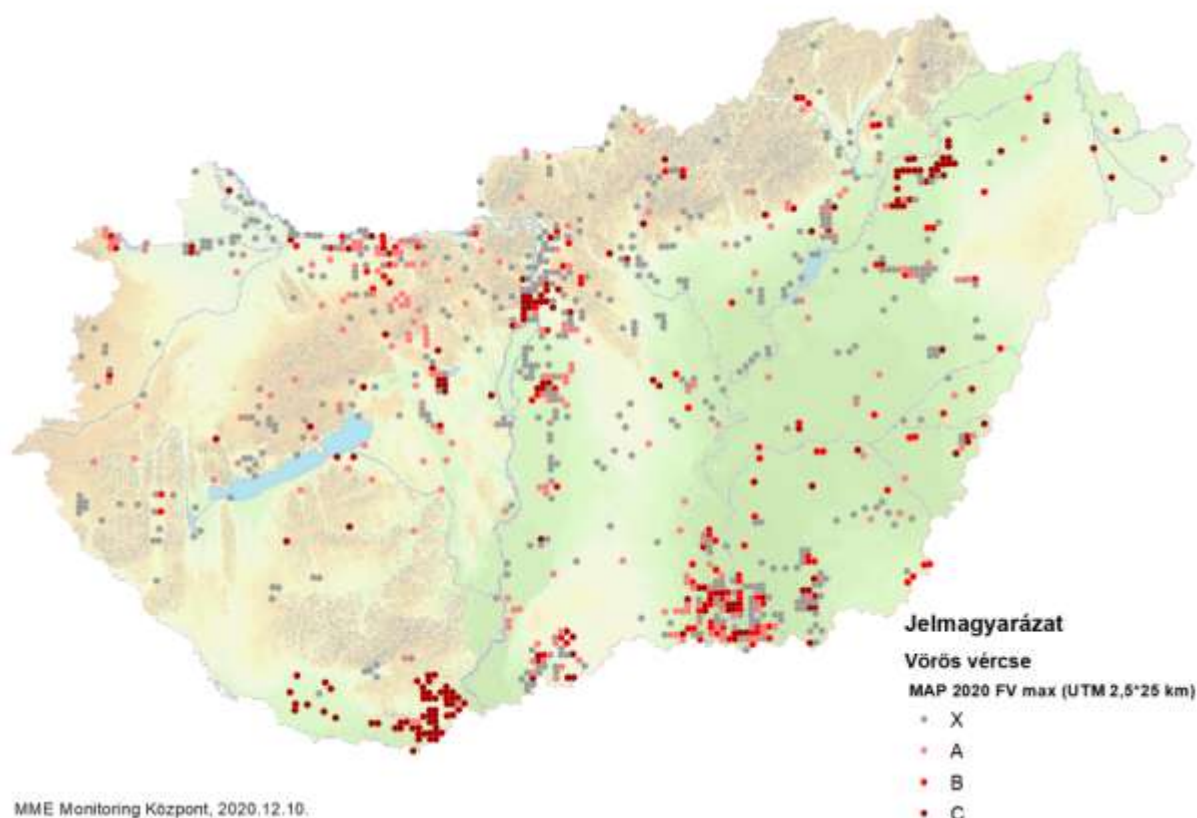 Jelmagyarázat
Vörös vércse
MAP 2020 FV max (UTM 2,5*25 km)
X
A
B
C
MME Monitoring Központ, 2020.12.10.